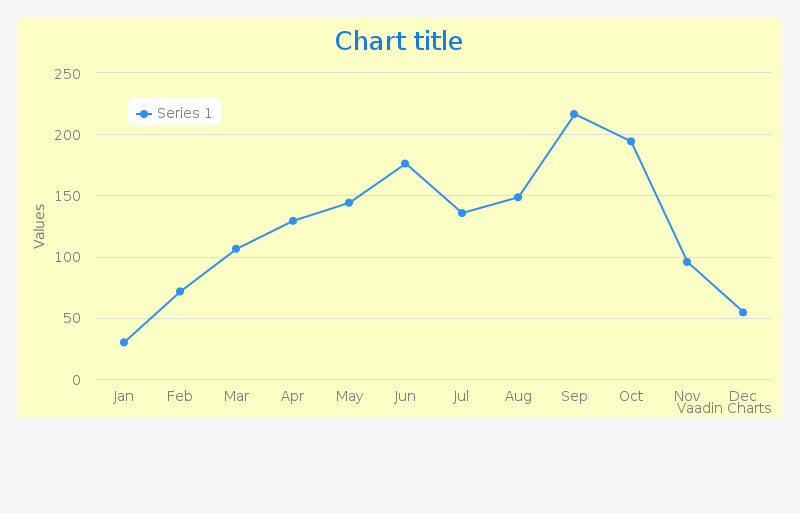 Chart title
250
Series 1
200
150
Values
100
50
0
Jan Feb Mar Apr May Jun Jul Aug Sep Oct Nov Dec
Vaadin Charts